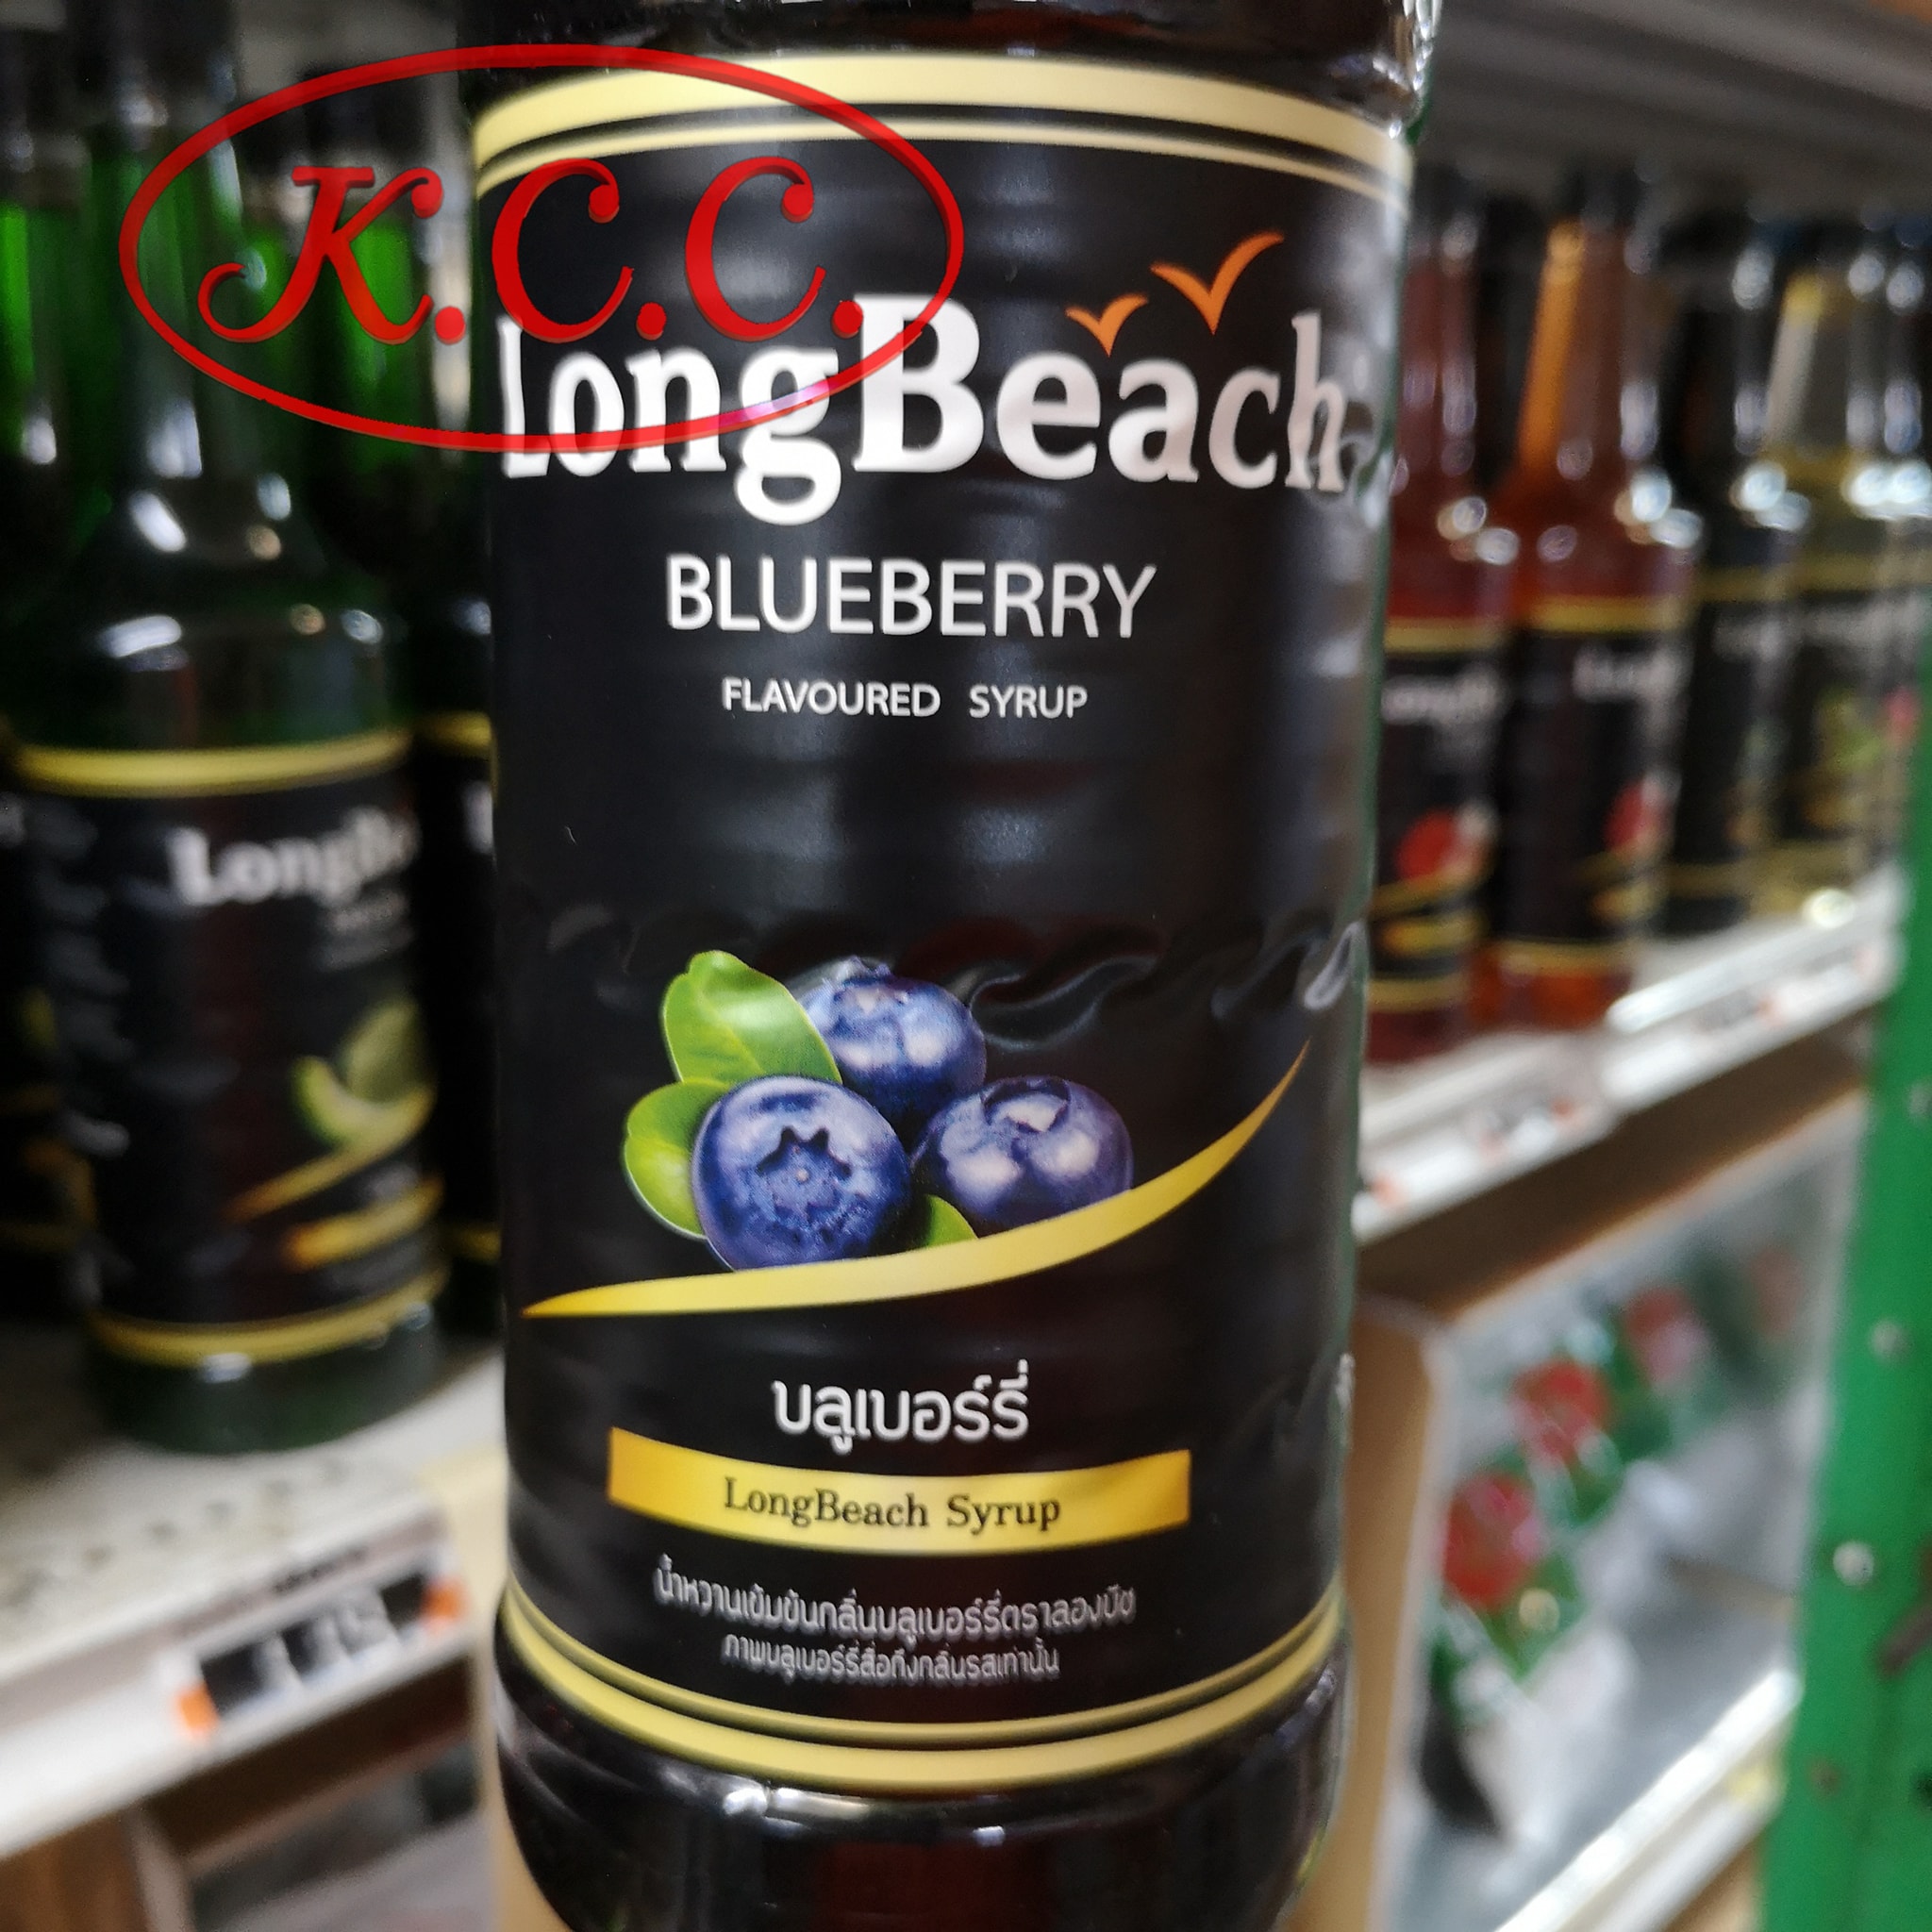 K.C.C.
LongBeach
BLUEBERRY
FLAVOURED SYRUP
บลูเบอร์รี่
LongBeach Syrup
น้ำหวานเข้มข้นกลิ่นบลูเบอร์รี่ตราลองบีช
ภาพบลูเบอร์รี่สื่อถึงกลิ่นรสเท่านั้น